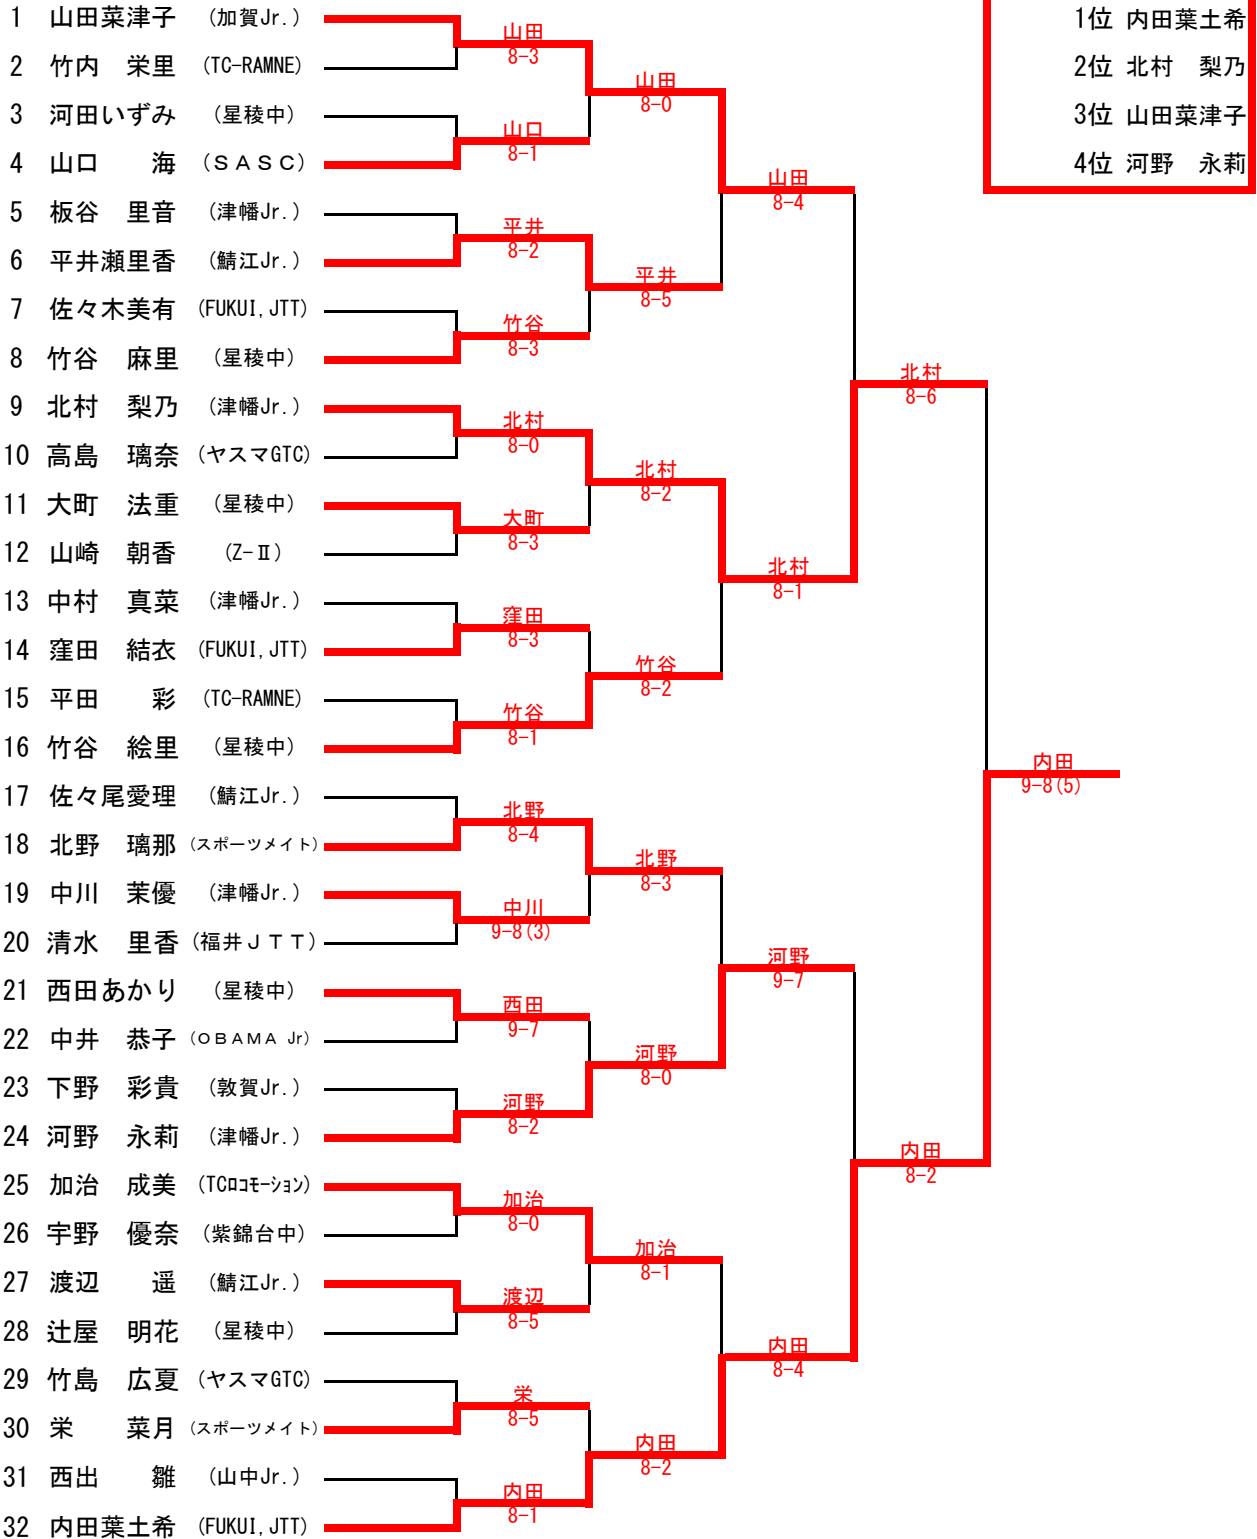 1 山田菜津子 (加賀Jr.)
2 竹内 栄里 (TC-RAMNE)
3 河田いずみ (星稜中)
4 山口 海 (SASC)
5 板谷 里音 (津幡Jr.)
6 平井瀬里香 (鯖江Jr.)
7 佐々木美有 (FUKUI,JTT)
8 竹谷 麻里 (星稜中)
9 北村 梨乃 (津幡Jr.)
10 高島 璃奈 (ヤスマGTC)
11 大町 法重 (星稜中)
12 山崎 朝香 (Z-Ⅱ)
13 中村 真菜 (津幡Jr.)
14 窪田 結衣 (FUKUI,JTT)
15 平田 彩 (TC-RAMNE)
16 竹谷 絵里 (星稜中)
17 佐々尾愛理 (鯖江Jr.)
18 北野 璃那 (スポーツメイト)
19 中川 茉優 (津幡Jr.)
20 清水 里香 (福井JTT)
21 西田あかり (星稜中)
22 中井 恭子 (OBAMA Jr)
23 下野 彩貴 (敦賀Jr.)
24 河野 永莉 (津幡Jr.)
25 加治 成美 (TCロコモーション)
26 宇野 優奈 (紫錦台中)
27 渡辺 遥 (鯖江Jr.)
28 辻屋 明花 (星稜中)
29 竹島 広夏 (ヤスマGTC)
30 栄 菜月 (スポーツメイト)
31 西出 雛 (山中Jr.)
32 内田葉土希 (FUKUI,JTT)
山田
8-3
山口
8-1
平井
8-2
竹谷
8-3
北村
8-0
大町
8-3
窪田
8-3
竹谷
8-1
北野
8-4
中川
9-8(3)
西田
9-7
河野
8-2
加治
8-0
渡辺
8-5
栄
8-5
内田
8-1
山田
8-0
平井
8-5
北村
8-2
竹谷
8-2
北野
8-3
河野
8-0
加治
8-1
内田
8-2
山田
8-4
北村
8-1
河野
9-7
内田
8-4
北村
8-6
内田
8-2
内田
9-8(5)
1位 内田葉土希
2位 北村 梨乃
3位 山田菜津子
4位 河野 永莉